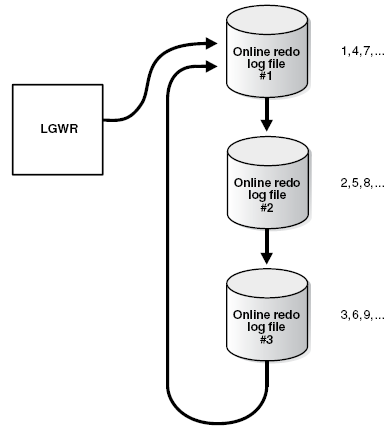 Online redo
log file
#1
1,4,7,...
LGWR
Online redo
log file
#2
2,5,8,...
Online redo
log file
#3
3,6,9,...